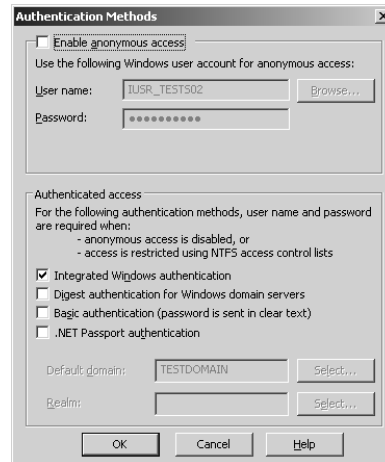 Authentication Methods
Enable anonymous access
Use the following Windows user account for anonymous access:
User name: IUSR_TESTS02 Browse...
Password: ●●●●●●●●●●
Authenticated access
For the following authentication methods, user name and password
are required when:
- anonymous access is disabled, or
- access is restricted using NTFS access control lists
Integrated Windows authentication
Digest authentication for Windows domain servers
Basic authentication (password is sent in clear text)
.NET Passport authentication
Default domain: TESTDOMAIN Select...
Realm: Select...
OK Cancel Help